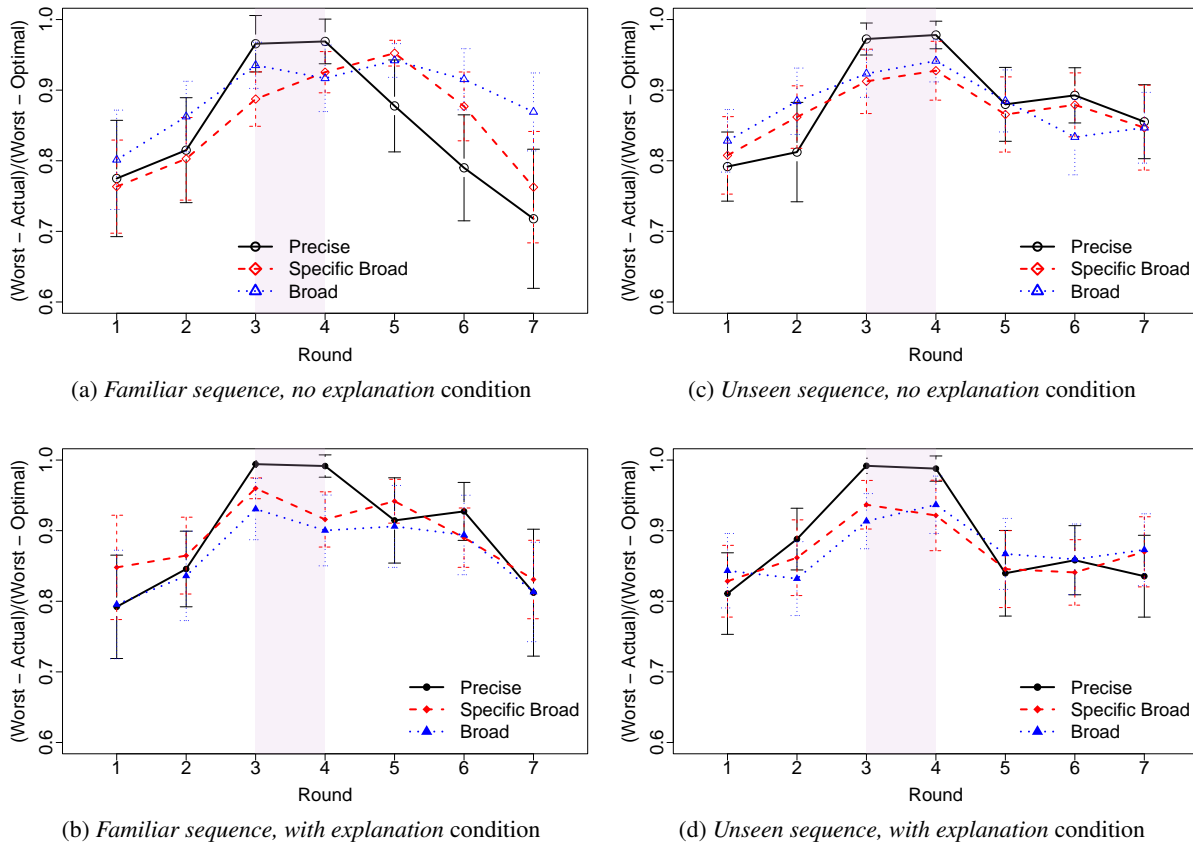 (Worst − Actual)/(Worst − Optimal)
1.0
0.9
0.8
0.7
0.6
Precise
Specific Broad
Broad
1 2 3 4 5 6 7
Round
(a) Familiar sequence, no explanation condition
(Worst − Actual)/(Worst − Optimal)
1.0
0.9
0.8
0.7
0.6
Precise
Specific Broad
Broad
1 2 3 4 5 6 7
Round
(c) Unseen sequence, no explanation condition
(Worst − Actual)/(Worst − Optimal)
1.0
0.9
0.8
0.7
0.6
Precise
Specific Broad
Broad
1 2 3 4 5 6 7
Round
(b) Familiar sequence, with explanation condition
(Worst − Actual)/(Worst − Optimal)
1.0
0.9
0.8
0.7
0.6
Precise
Specific Broad
Broad
1 2 3 4 5 6 7
Round
(d) Unseen sequence, with explanation condition